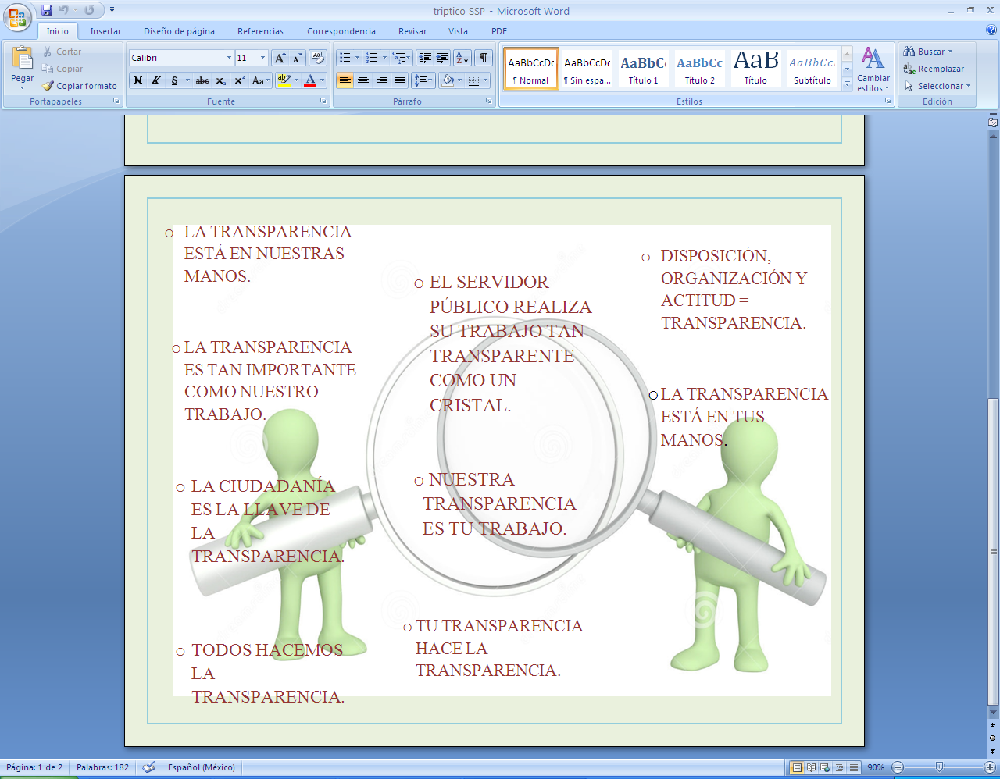 triptico SSP - Microsoft Word
Inicio Insertar Diseño de página Referencias Correspondencia Revisar Vista PDF
Pegar
Cortar
Copiar
Copiar formato
Portapapeles
Calibri 11
N K S abc x₂ x² Aa
Fuente
Párrafo
AaBbCcDc AaBbCcDc AaBbC AaBbCc AaB AaBbCc.
¶ Normal ¶ Sin espa... Título 1 Título 2 Título Subtítulo
Cambiar
estilos
Estilos
Buscar
Reemplazar
Seleccionar
Edición
LA TRANSPARENCIA
ESTÁ EN NUESTRAS
MANOS.
LA TRANSPARENCIA
ES TAN IMPORTANTE
COMO NUESTRO
TRABAJO.
LA CIUDADANÍA
ES LA LLAVE DE
LA
TRANSPARENCIA.
TODOS HACEMOS
LA
TRANSPARENCIA.
EL SERVIDOR
PÚBLICO REALIZA
SU TRABAJO TAN
TRANSPARENTE
COMO UN
CRISTAL.
NUESTRA
TRANSPARENCIA
ES TU TRABAJO.
TU TRANSPARENCIA
HACE LA
TRANSPARENCIA.
DISPOSICIÓN,
ORGANIZACIÓN Y
ACTITUD =
TRANSPARENCIA.
LA TRANSPARENCIA
ESTÁ EN TUS
MANOS.
Página: 1 de 2 Palabras: 182 Español (México) 90%